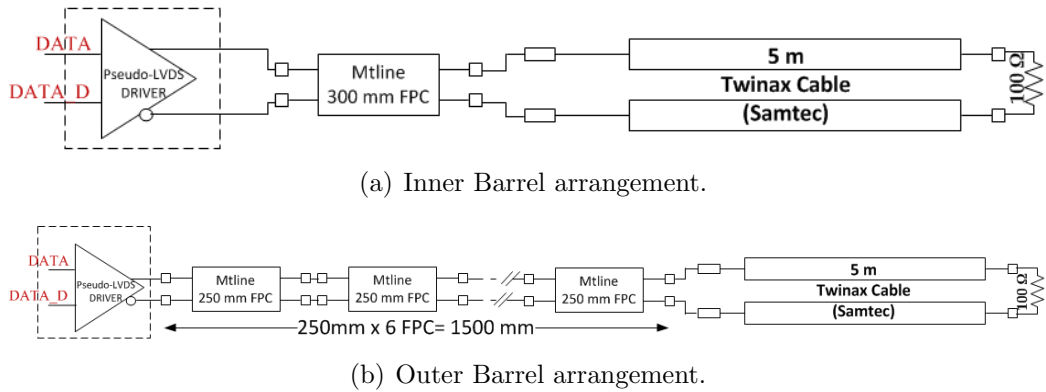 DATA
Pseudo-LVDS
DRIVER
DATA_D
Mtline
300 mm FPC
5 m
Twinax Cable
(Samtec)
100 Ω
(a) Inner Barrel arrangement.
DATA
Pseudo-LVDS
DRIVER
DATA_D
Mtline
250 mm FPC
Mtline
250 mm FPC
Mtline
250 mm FPC
5 m
Twinax Cable
(Samtec)
100 Ω
250mm x 6 FPC= 1500 mm
(b) Outer Barrel arrangement.